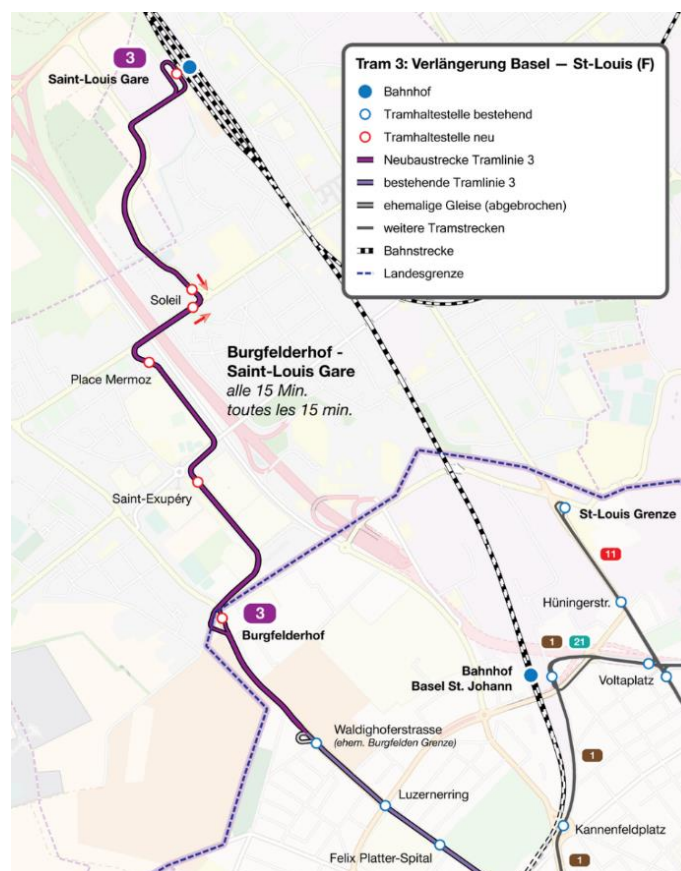 3
Saint-Louis Gare
Tram 3: Verlängerung Basel — St-Louis (F)
Bahnhof
Tramhaltestelle bestehend
Tramhaltestelle neu
Neubaustrecke Tramlinie 3
bestehende Tramlinie 3
ehemalige Gleise (abgebrochen)
weitere Tramstrecken
Bahnstrecke
Landesgrenze
Soleil
Burgfelderhof -
Saint-Louis Gare
alle 15 Min.
toutes les 15 min.
Place Mermoz
Saint-Exupéry
St-Louis Grenze
11
Hüningerstr.
3
Burgfelderhof
1 21
Bahnhof
Basel St. Johann
Voltaplatz
Waldighoferstrasse
(ehem. Burgfelden Grenze)
1
Luzernerring
Kannenfeldplatz
Felix Platter-Spital
1